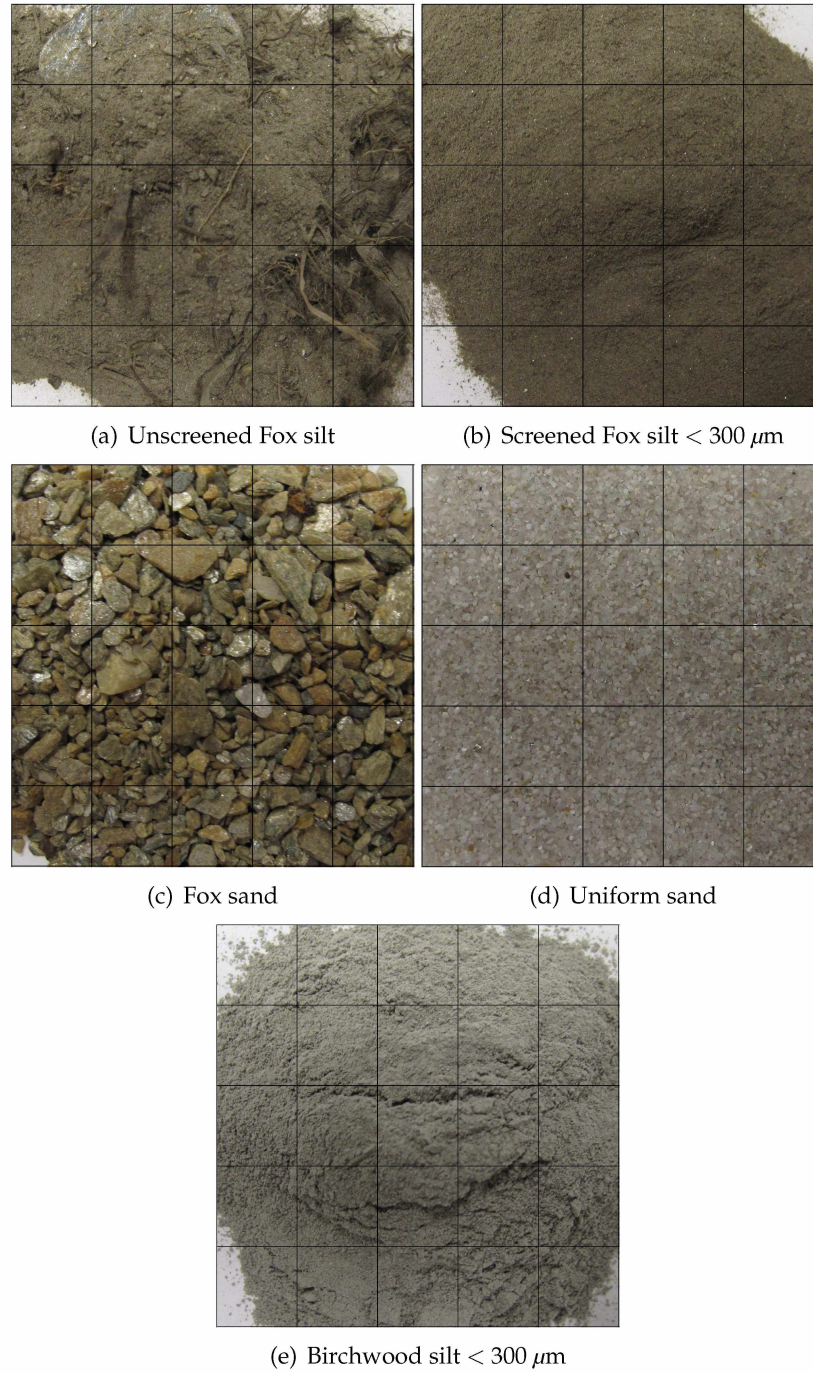 (a) Unscreened Fox silt
(b) Screened Fox silt < 300 μm
(c) Fox sand
(d) Uniform sand
(e) Birchwood silt < 300 μm